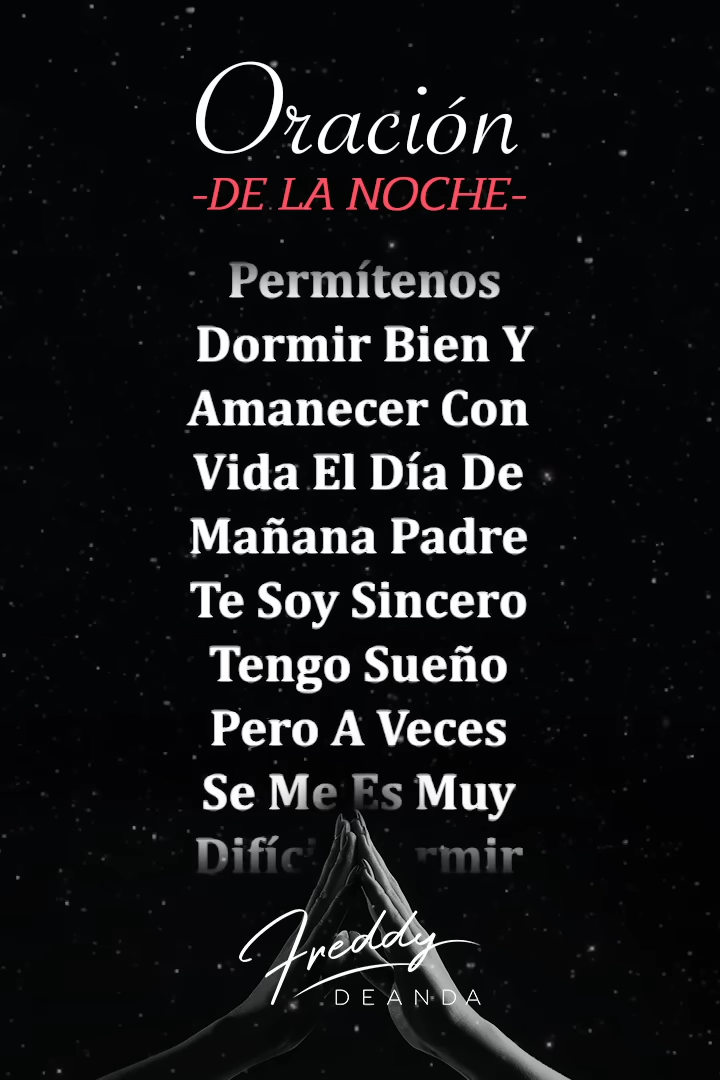 Oración
-DE LA NOCHE-
Permítenos
Dormir Bien Y
Amanecer Con
Vida El Día De
Mañana Padre
Te Soy Sincero
Tengo Sueño
Pero A Veces
Se Me Es Muy
Freddy
DEANDA